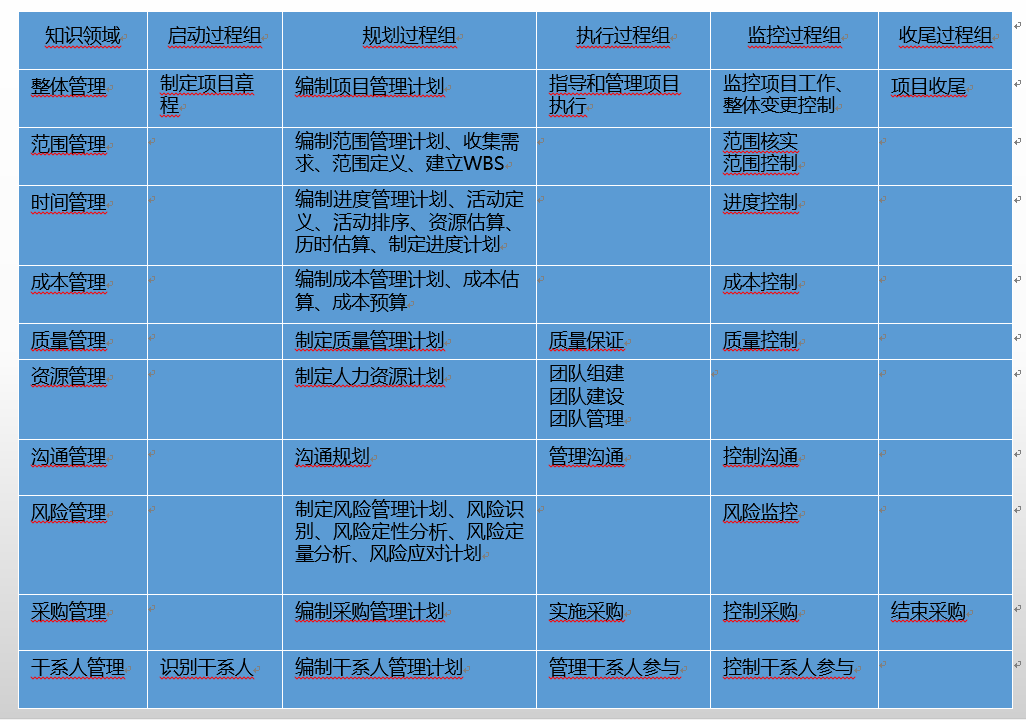 知识领域 启动过程组 规划过程组 执行过程组 监控过程组 收尾过程组
整体管理
制定项目章
程
编制项目管理计划
指导和管理项目
执行
监控项目工作、
整体变更控制
项目收尾
范围管理
编制范围管理计划、收集需
求、范围定义、建立WBS
范围核实
范围控制
时间管理
编制进度管理计划、活动定
义、活动排序、资源估算、
历时估算、制定进度计划
进度控制
成本管理
编制成本管理计划、成本估
算、成本预算
成本控制
质量管理 制定质量管理计划 质量保证 质量控制
资源管理
制定人力资源计划
团队组建
团队建设
团队管理
沟通管理 沟通规划 管理沟通 控制沟通
风险管理
制定风险管理计划、风险识
别、风险定性分析、风险定
量分析、风险应对计划
风险监控
采购管理 编制采购管理计划 实施采购 控制采购 结束采购
干系人管理 识别干系人 编制干系人管理计划 管理干系人参与 控制干系人参与